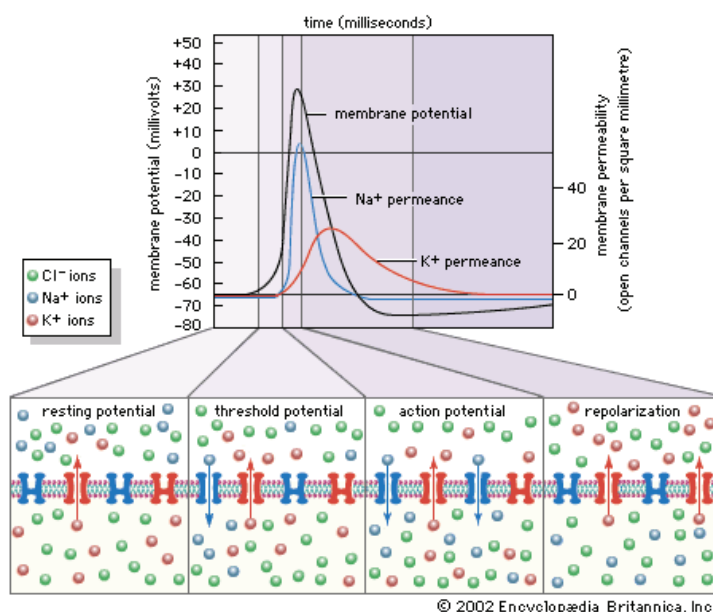 time (milliseconds)
+50
+40
+30
+20
+10
0
-10
-20
-30
-40
-50
-60
-70
-80
membrane potential (millivolts)
membrane potential
Na+ permeance
K+ permeance
40
20
0
membrane permeability
(open channels per square millimetre)
Cl− ions
Na+ ions
K+ ions
resting potential
threshold potential
action potential
repolarization
© 2002 Encyclopædia Britannica, Inc